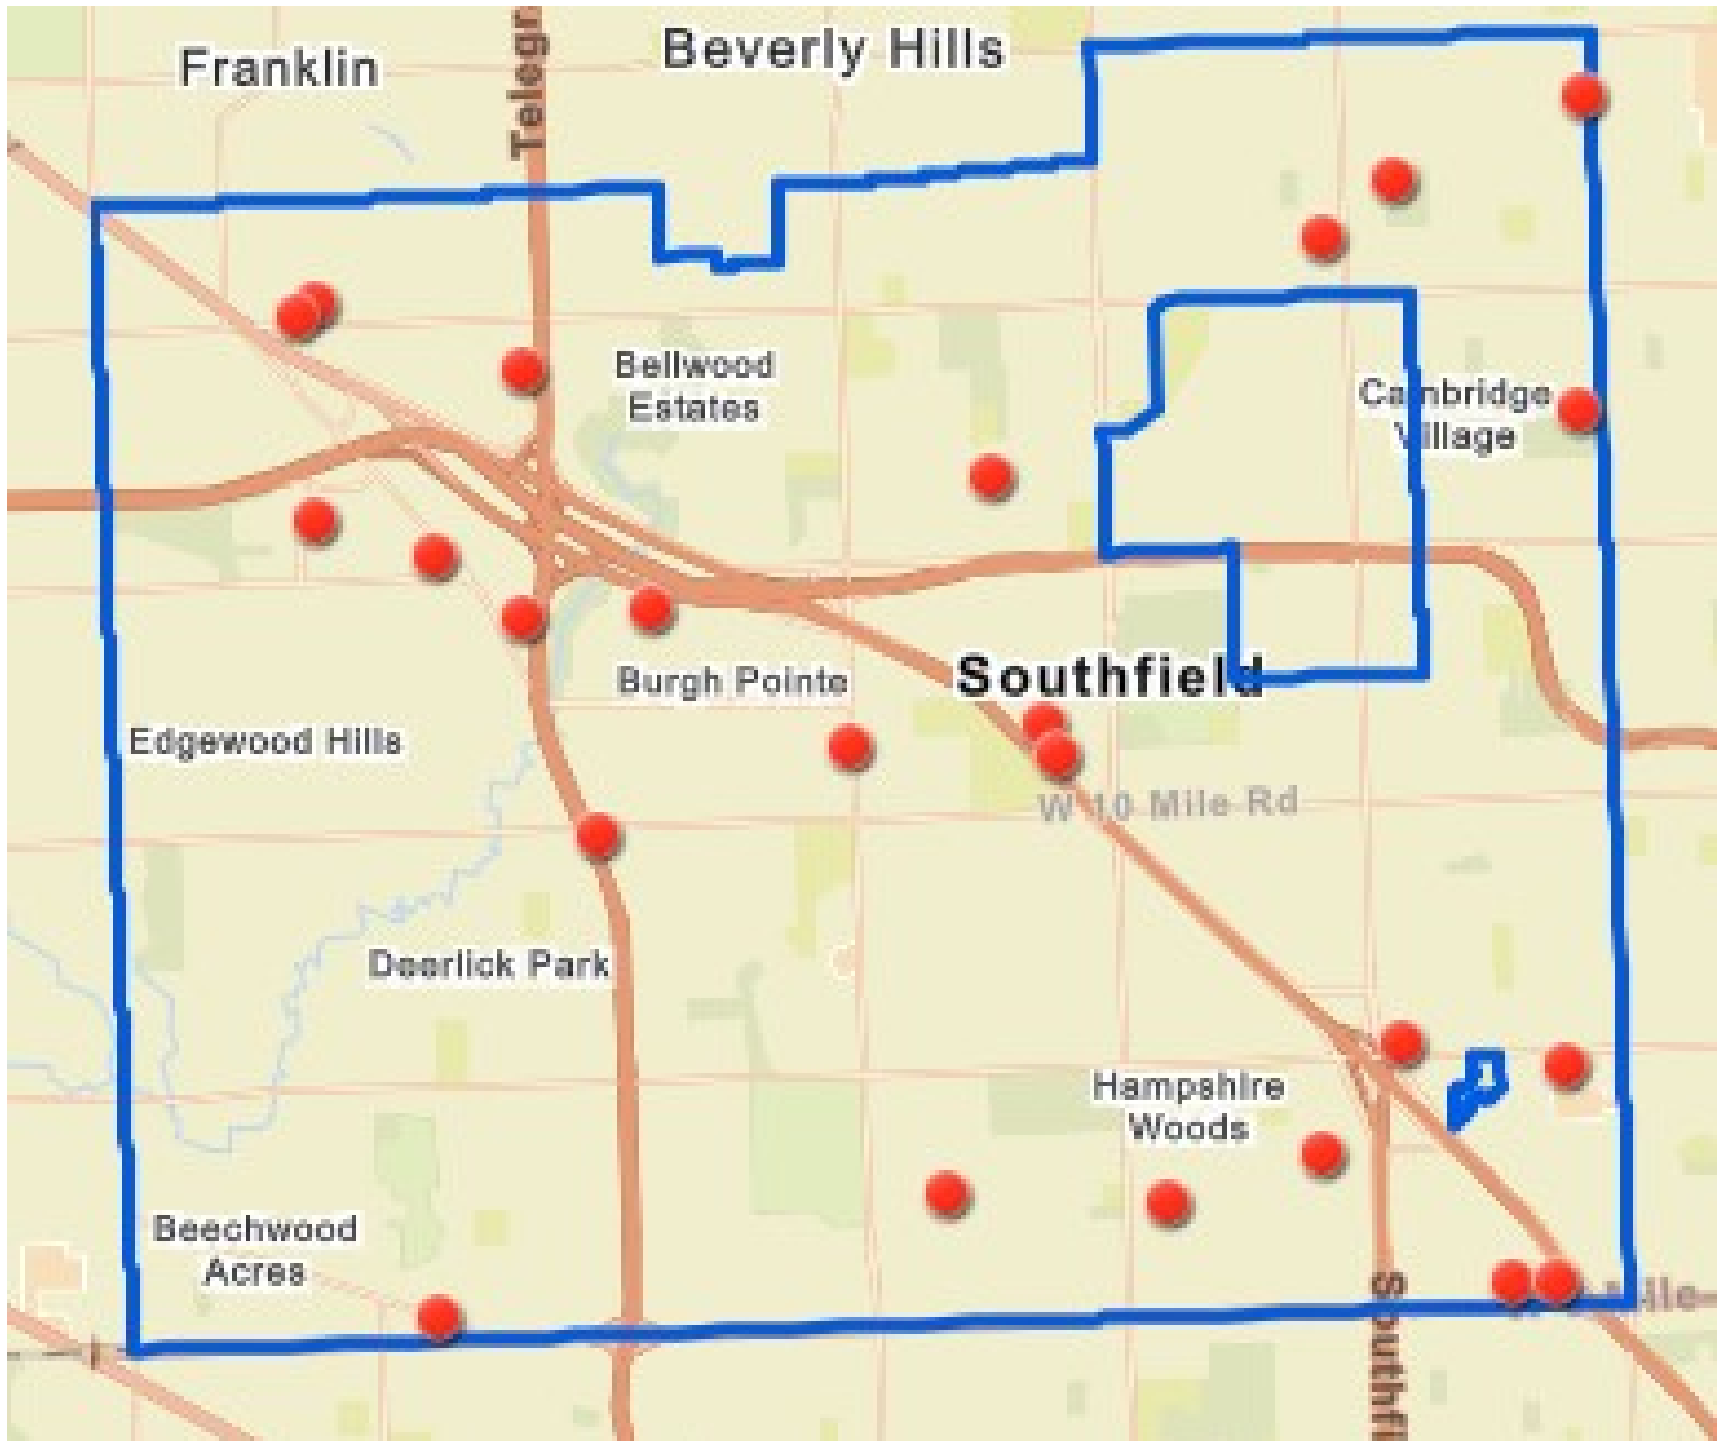 Franklin
Beverly Hills
Telegr
Bellwood
Estates
Cambridge
Village
Southfield
Burgh Pointe
Edgewood Hills
W 10 Mile Rd
Deerlick Park
Hampshire
Woods
Beechwood
Acres
Mile
Southfi